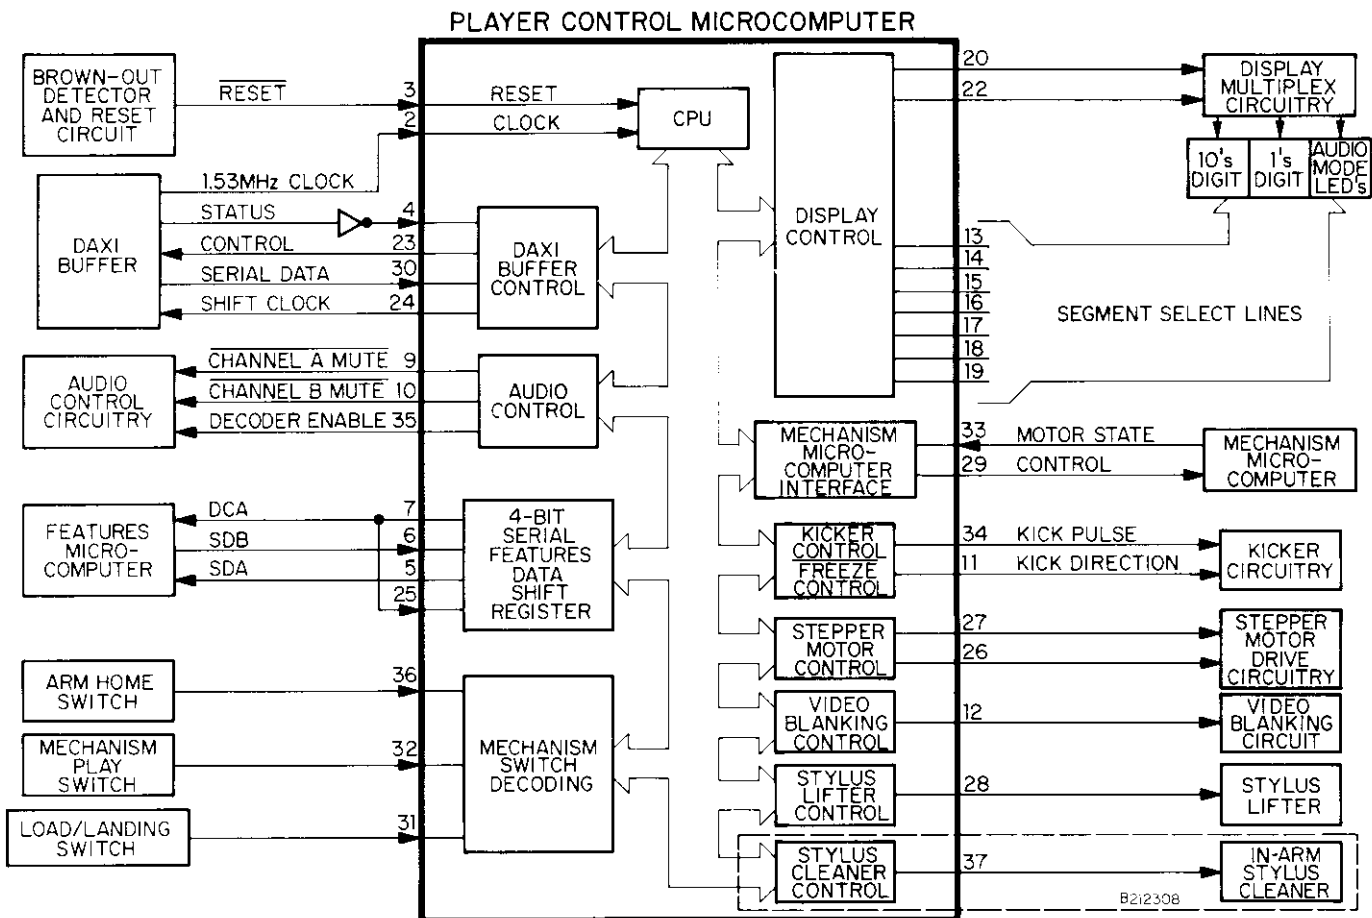 PLAYER CONTROL MICROCOMPUTER
BROWN-OUT
DETECTOR
AND RESET
CIRCUIT
RESET
3
RESET
2
CLOCK
CPU
DAXI
BUFFER
1.53MHz CLOCK
STATUS
4
CONTROL
23
SERIAL DATA
30
SHIFT CLOCK
24
DAXI
BUFFER
CONTROL
AUDIO
CONTROL
CIRCUITRY
CHANNEL A MUTE 9
CHANNEL B MUTE 10
DECODER ENABLE 35
AUDIO
CONTROL
FEATURES
MICRO-
COMPUTER
DCA
7
SDB
6
SDA
5
25
4-BIT
SERIAL
FEATURES
DATA
SHIFT
REGISTER
ARM HOME
SWITCH
36
MECHANISM
PLAY
SWITCH
32
LOAD/LANDING
SWITCH
31
MECHANISM
SWITCH
DECODING
DISPLAY
CONTROL
20
22
DISPLAY
MULTIPLEX
CIRCUITRY
10's
DIGIT
1's
DIGIT
AUDIO
MODE
LED's
13
14
15
16
17
18
19
SEGMENT SELECT LINES
MECHANISM
MICRO-
COMPUTER
INTERFACE
33
MOTOR STATE
29
CONTROL
MECHANISM
MICRO-
COMPUTER
KICKER
CONTROL
FREEZE
CONTROL
34
KICK PULSE
11
KICK DIRECTION
KICKER
CIRCUITRY
STEPPER
MOTOR
CONTROL
27
26
STEPPER
MOTOR
DRIVE
CIRCUITRY
VIDEO
BLANKING
CONTROL
12
VIDEO
BLANKING
CIRCUIT
STYLUS
LIFTER
CONTROL
28
STYLUS
LIFTER
STYLUS
CLEANER
CONTROL
37
IN-ARM
STYLUS
CLEANER
B212308